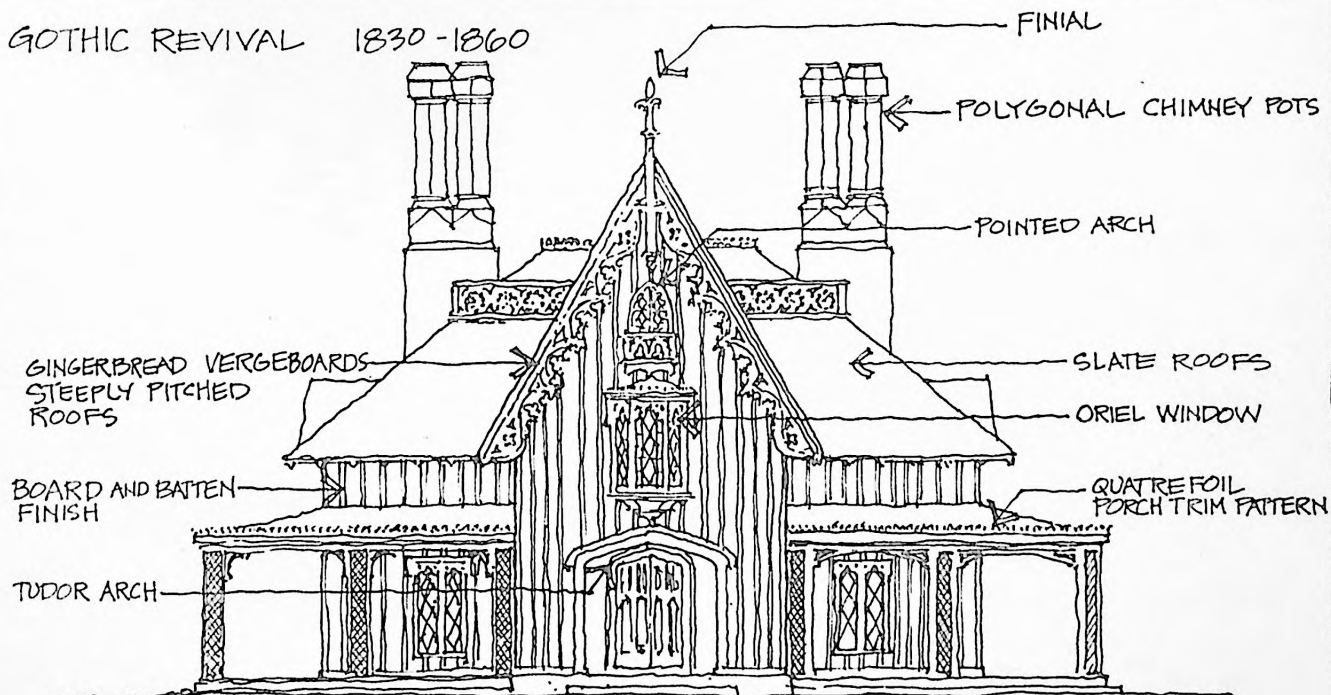 GOTHIC REVIVAL 1830-1860
FINIAL
POLYGONAL CHIMNEY POTS
POINTED ARCH
GINGERBREAD VERGEBOARDS
STEEPLY PITCHED
ROOFS
SLATE ROOFS
ORIEL WINDOW
BOARD AND BATTEN
FINISH
QUATREFOIL
PORCH TRIM PATTERN
TUDOR ARCH